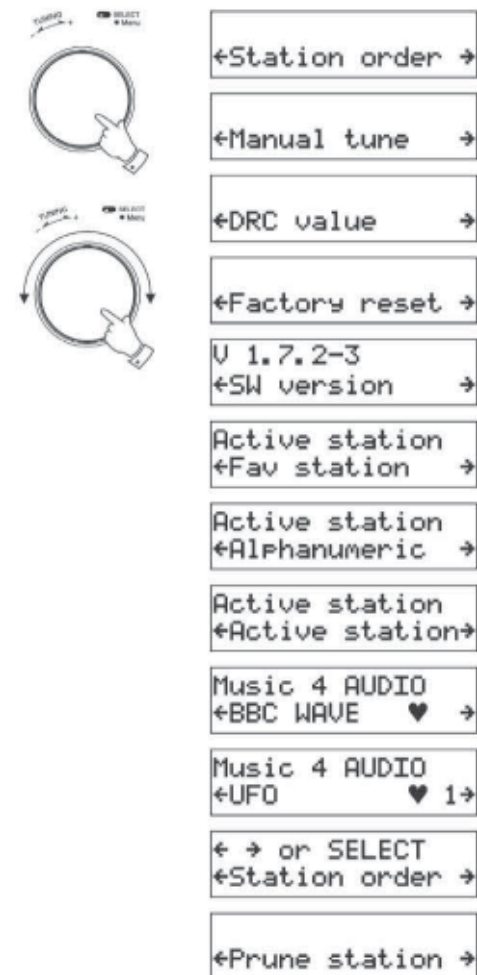 TUNING
- +
SELECT
Menu
←Station order →
←Manual tune →
TUNING
- +
SELECT
Menu
←DRC value →
←Factory reset →
V 1.7.2-3
←SW version →
Active station
←Fav station →
Active station
←Alphanumeric →
Active station
←Active station→
Music 4 AUDIO
←BBC WAVE ♥ →
Music 4 AUDIO
←UFO ♥ 1→
← → or SELECT
←Station order →
←Prune station →